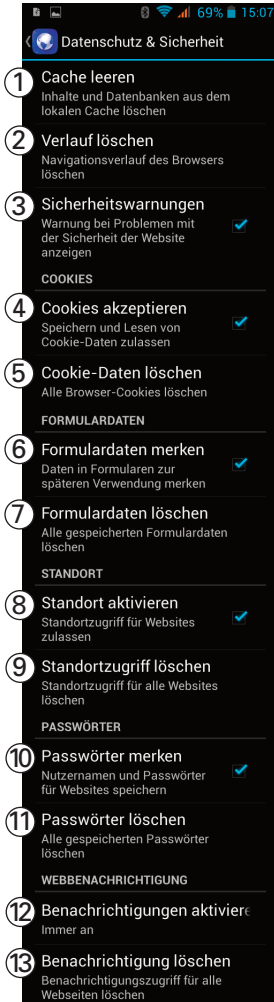 69% 15:07
Datenschutz & Sicherheit
1 Cache leeren
Inhalte und Datenbanken aus dem
lokalen Cache löschen
2 Verlauf löschen
Navigationsverlauf des Browsers
löschen
3 Sicherheitswarnungen
Warnung bei Problemen mit
der Sicherheit der Website
anzeigen
COOKIES
4 Cookies akzeptieren
Speichern und Lesen von
Cookie-Daten zulassen
5 Cookie-Daten löschen
Alle Browser-Cookies löschen
FORMULARDATEN
6 Formulardaten merken
Daten in Formularen zur
späteren Verwendung merken
7 Formulardaten löschen
Alle gespeicherten Formulardaten
löschen
STANDORT
8 Standort aktivieren
Standortzugriff für Websites
zulassen
9 Standortzugriff löschen
Standortzugriff für alle Websites
löschen
PASSWÖRTER
10 Passwörter merken
Nutzernamen und Passwörter
für Websites speichern
11 Passwörter löschen
Alle gespeicherten Passwörter
löschen
WEBBENACHRICHTIGUNG
12 Benachrichtigungen aktiviere
Immer an
13 Benachrichtigung löschen
Benachrichtigungszugriff für alle
Webseiten löschen